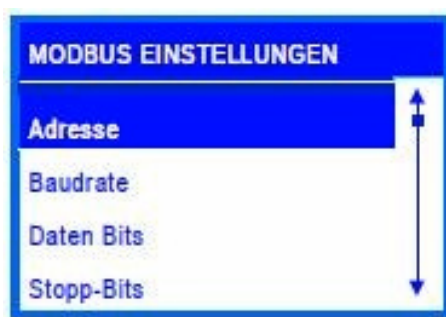 MODBUS EINSTELLUNGEN
Adresse
Baudrate
Daten Bits
Stopp-Bits